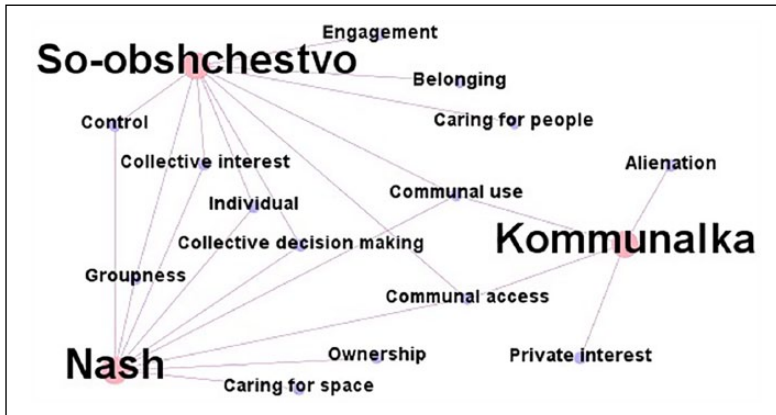 Engagement
So-obshchestvo
Belonging
Control
Caring for people
Collective interest
Alienation
Individual
Communal use
Collective decision making
Kommunalka
Groupness
Communal access
Nash
Ownership
Private interest
Caring for space